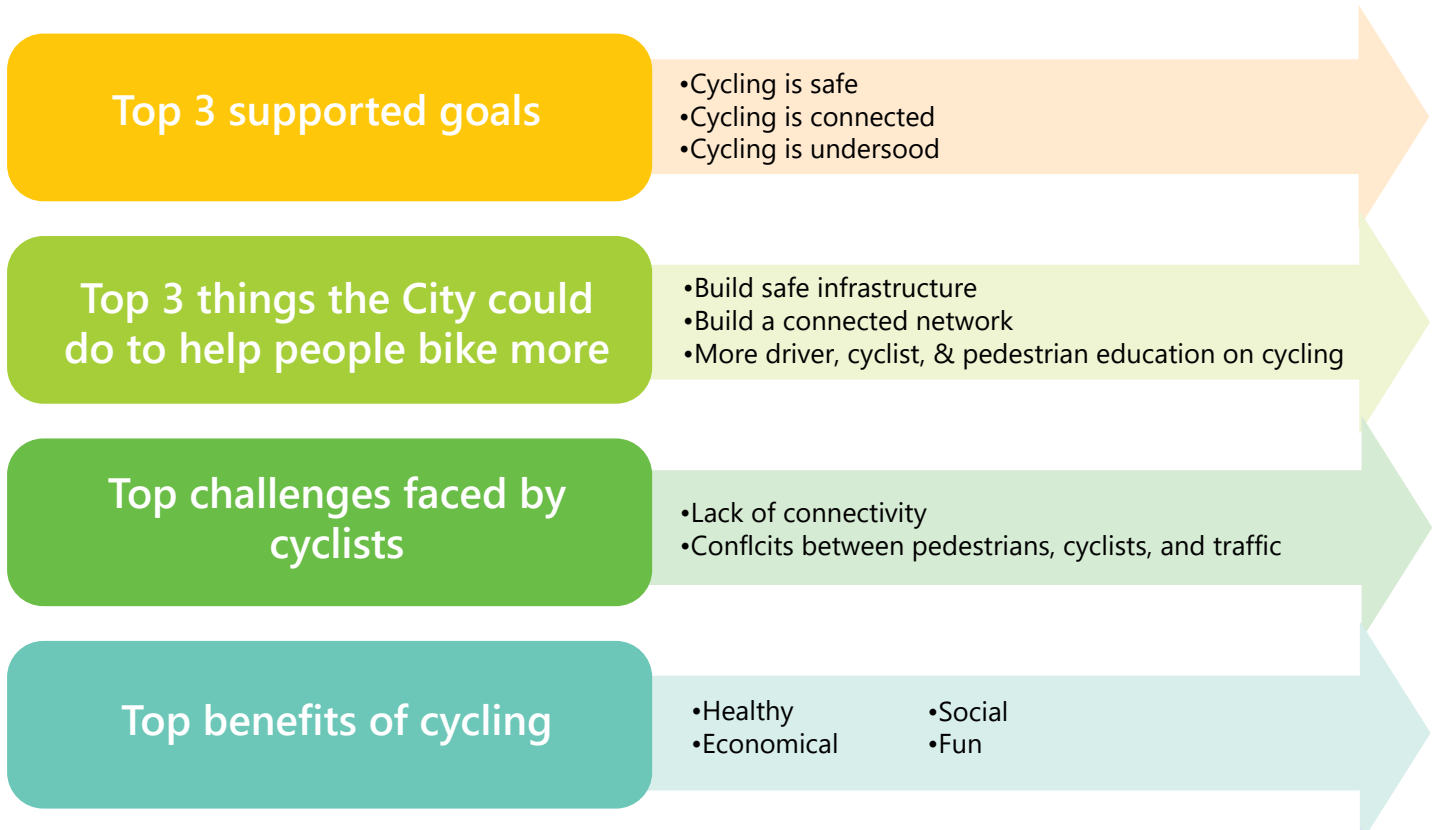 Top 3 supported goals
•Cycling is safe
•Cycling is connected
•Cycling is undersood
Top 3 things the City could
do to help people bike more
•Build safe infrastructure
•Build a connected network
•More driver, cyclist, & pedestrian education on cycling
Top challenges faced by
cyclists
•Lack of connectivity
•Conflcits between pedestrians, cyclists, and traffic
Top benefits of cycling
•Healthy
•Economical
•Social
•Fun